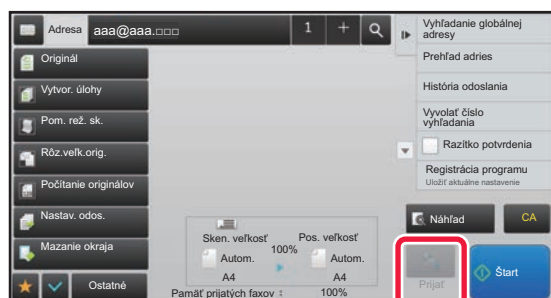 Adresa aaa@aaa.□□□ 1 +
Originál
Vytvor. úlohy
Pom. rež. sk.
Rôz.veľk.orig.
Počítanie originálov
Nastav. odos.
Mazanie okraja
Ostatné
Sken. veľkosť Pos. veľkosť
100%
Autom. Autom.
A4 A4
Pamäť prijatých faxov : 100%
Vyhľadanie globálnej
adresy
Prehľad adries
História odoslania
Vyvolať číslo
vyhľadania
Razítko potvrdenia
Registrácia programu
Uložiť aktuálne nastavenie
Náhľad CA
Prijať Štart